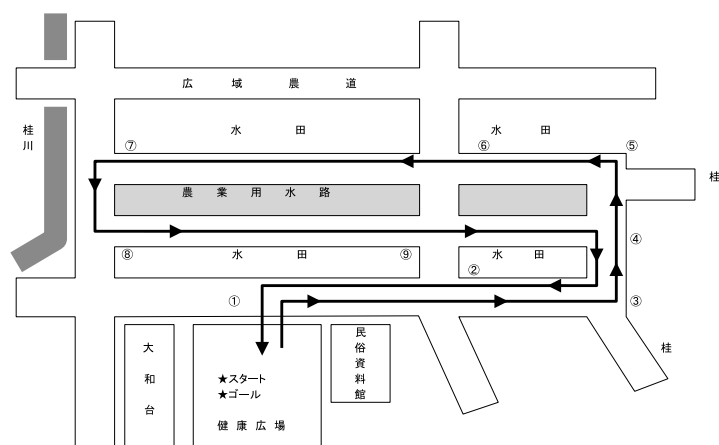 広域農道
桂川
水田
水田
⑦
⑥
⑤
桂
農業用水路
④
⑧
水田
⑨
水田
②
①
③
大和台
民俗資料館
桂
★スタート
★ゴール
健康広場